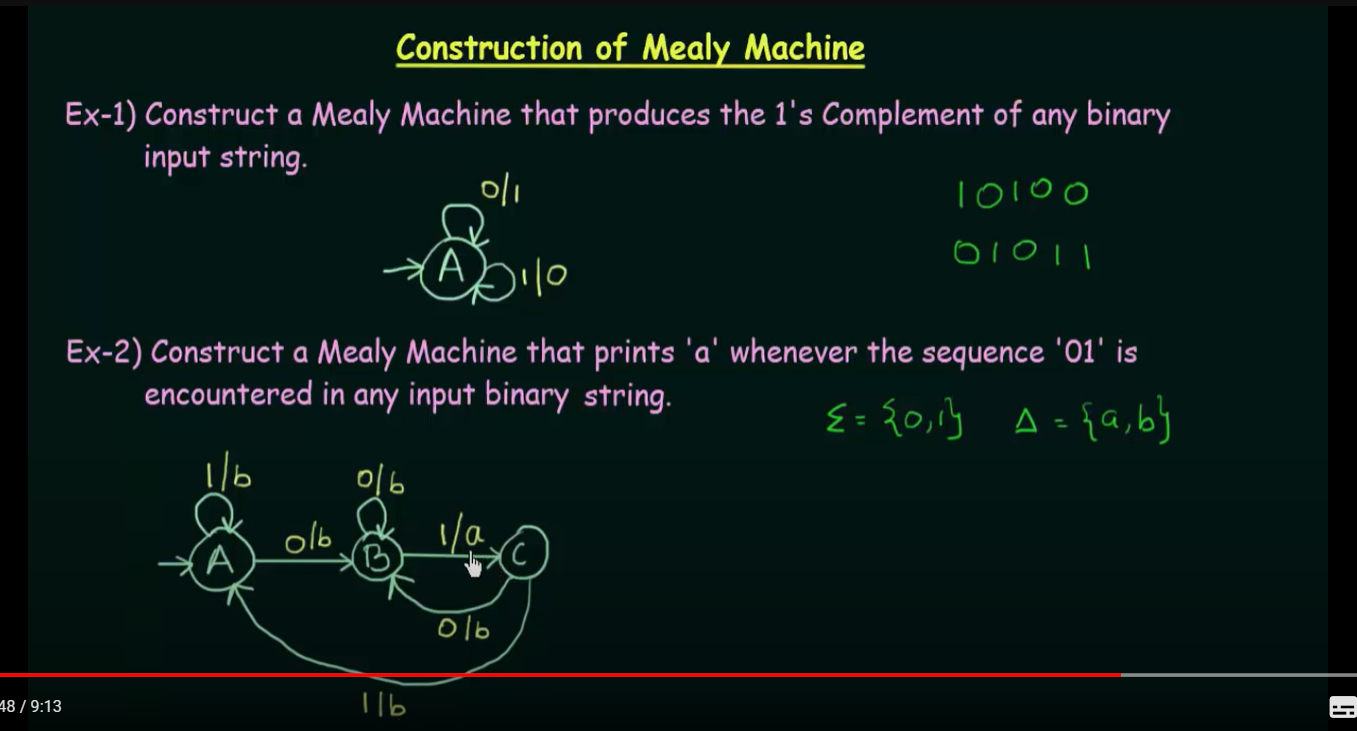 Construction of Mealy Machine
Ex-1) Construct a Mealy Machine that produces the 1's Complement of any binary
input string.
0/1
10100
A
1/0
01011
Ex-2) Construct a Mealy Machine that prints 'a' whenever the sequence '01' is
encountered in any input binary string.
Σ = {0,1} Δ = {a,b}
1/b 0/b
0/b 1/a
A B C
0/b
1/b
48 / 9:13